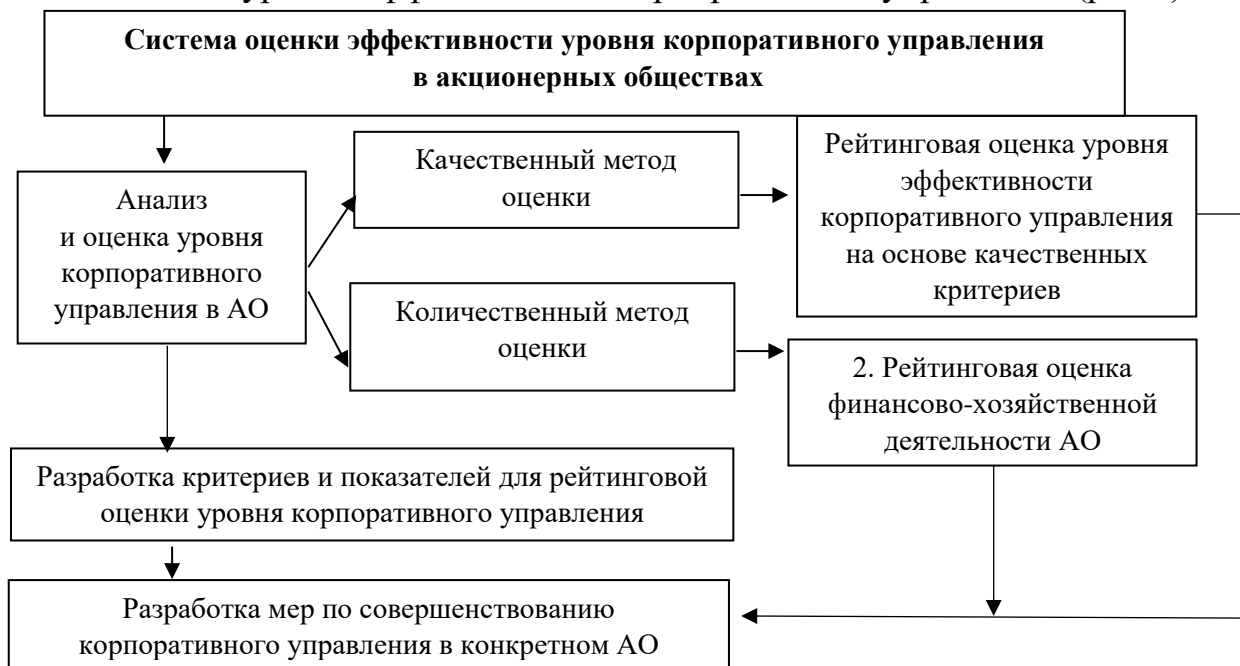 Система оценки эффективности уровня корпоративного управления
в акционерных обществах
Качественный метод
оценки
Рейтинговая оценка уровня
эффективности
корпоративного управления
на основе качественных
критериев
Анализ
и оценка уровня
корпоративного
управления в АО
Количественный метод
оценки
2. Рейтинговая оценка
финансово-хозяйственной
деятельности АО
Разработка критериев и показателей для рейтинговой
оценки уровня корпоративного управления
Разработка мер по совершенствованию
корпоративного управления в конкретном АО